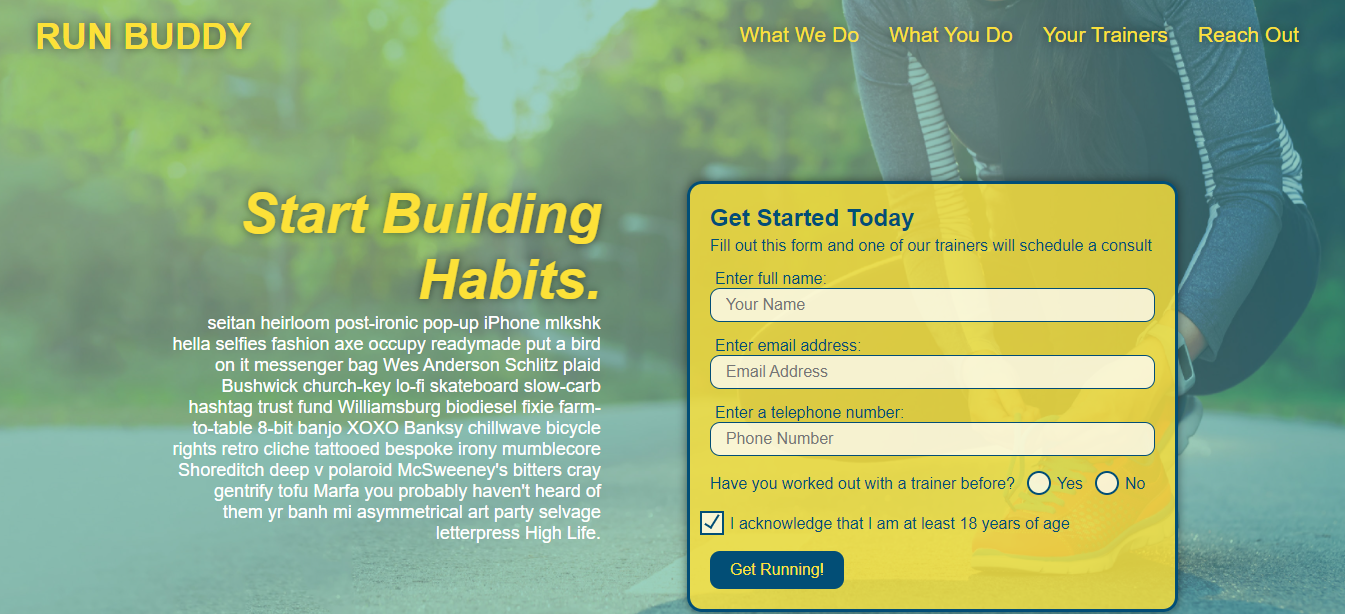 RUN BUDDY
What We Do
What You Do
Your Trainers
Reach Out
Start Building
Habits.
seitan heirloom post-ironic pop-up iPhone mlkshk
hella selfies fashion axe occupy readymade put a bird
on it messenger bag Wes Anderson Schlitz plaid
Bushwick church-key lo-fi skateboard slow-carb
hashtag trust fund Williamsburg biodiesel fixie farm-
to-table 8-bit banjo XOXO Banksy chillwave bicycle
rights retro cliche tattooed bespoke irony mumblecore
Shoreditch deep v polaroid McSweeney's bitters cray
gentrify tofu Marfa you probably haven't heard of
them yr banh mi asymmetrical art party selvage
letterpress High Life.
Get Started Today
Fill out this form and one of our trainers will schedule a consult
Enter full name:
Your Name
Enter email address:
Email Address
Enter a telephone number:
Phone Number
Have you worked out with a trainer before? Yes No
I acknowledge that I am at least 18 years of age
Get Running!